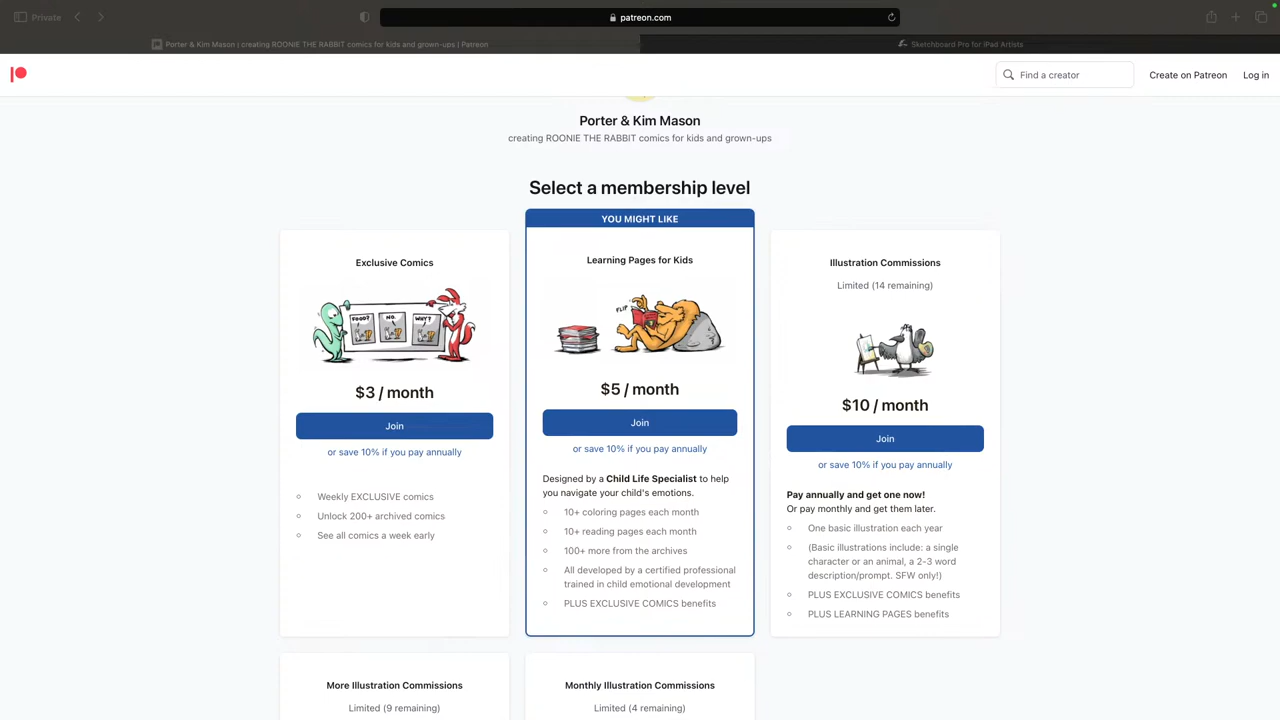 Private
patreon.com
Porter & Kim Mason | creating ROONIE THE RABBIT comics for kids and grown-ups | Patreon
Sketchboard Pro for iPad Artists
Find a creator
Create on Patreon
Log in
Porter & Kim Mason
creating ROONIE THE RABBIT comics for kids and grown-ups
Select a membership level
Exclusive Comics
FOOD?
NO.
WHY?
$3 / month
Join
or save 10% if you pay annually
Weekly EXCLUSIVE comics
Unlock 200+ archived comics
See all comics a week early
YOU MIGHT LIKE
Learning Pages for Kids
FLIP
$5 / month
Join
or save 10% if you pay annually
Designed by a Child Life Specialist to help
you navigate your child's emotions.
10+ coloring pages each month
10+ reading pages each month
100+ more from the archives
All developed by a certified professional
trained in child emotional development
PLUS EXCLUSIVE COMICS benefits
Illustration Commissions
Limited (14 remaining)
$10 / month
Join
or save 10% if you pay annually
Pay annually and get one now!
Or pay monthly and get them later.
One basic illustration each year
(Basic illustrations include: a single
character or an animal, a 2-3 word
description/prompt. SFW only!)
PLUS EXCLUSIVE COMICS benefits
PLUS LEARNING PAGES benefits
More Illustration Commissions
Limited (9 remaining)
Monthly Illustration Commissions
Limited (4 remaining)